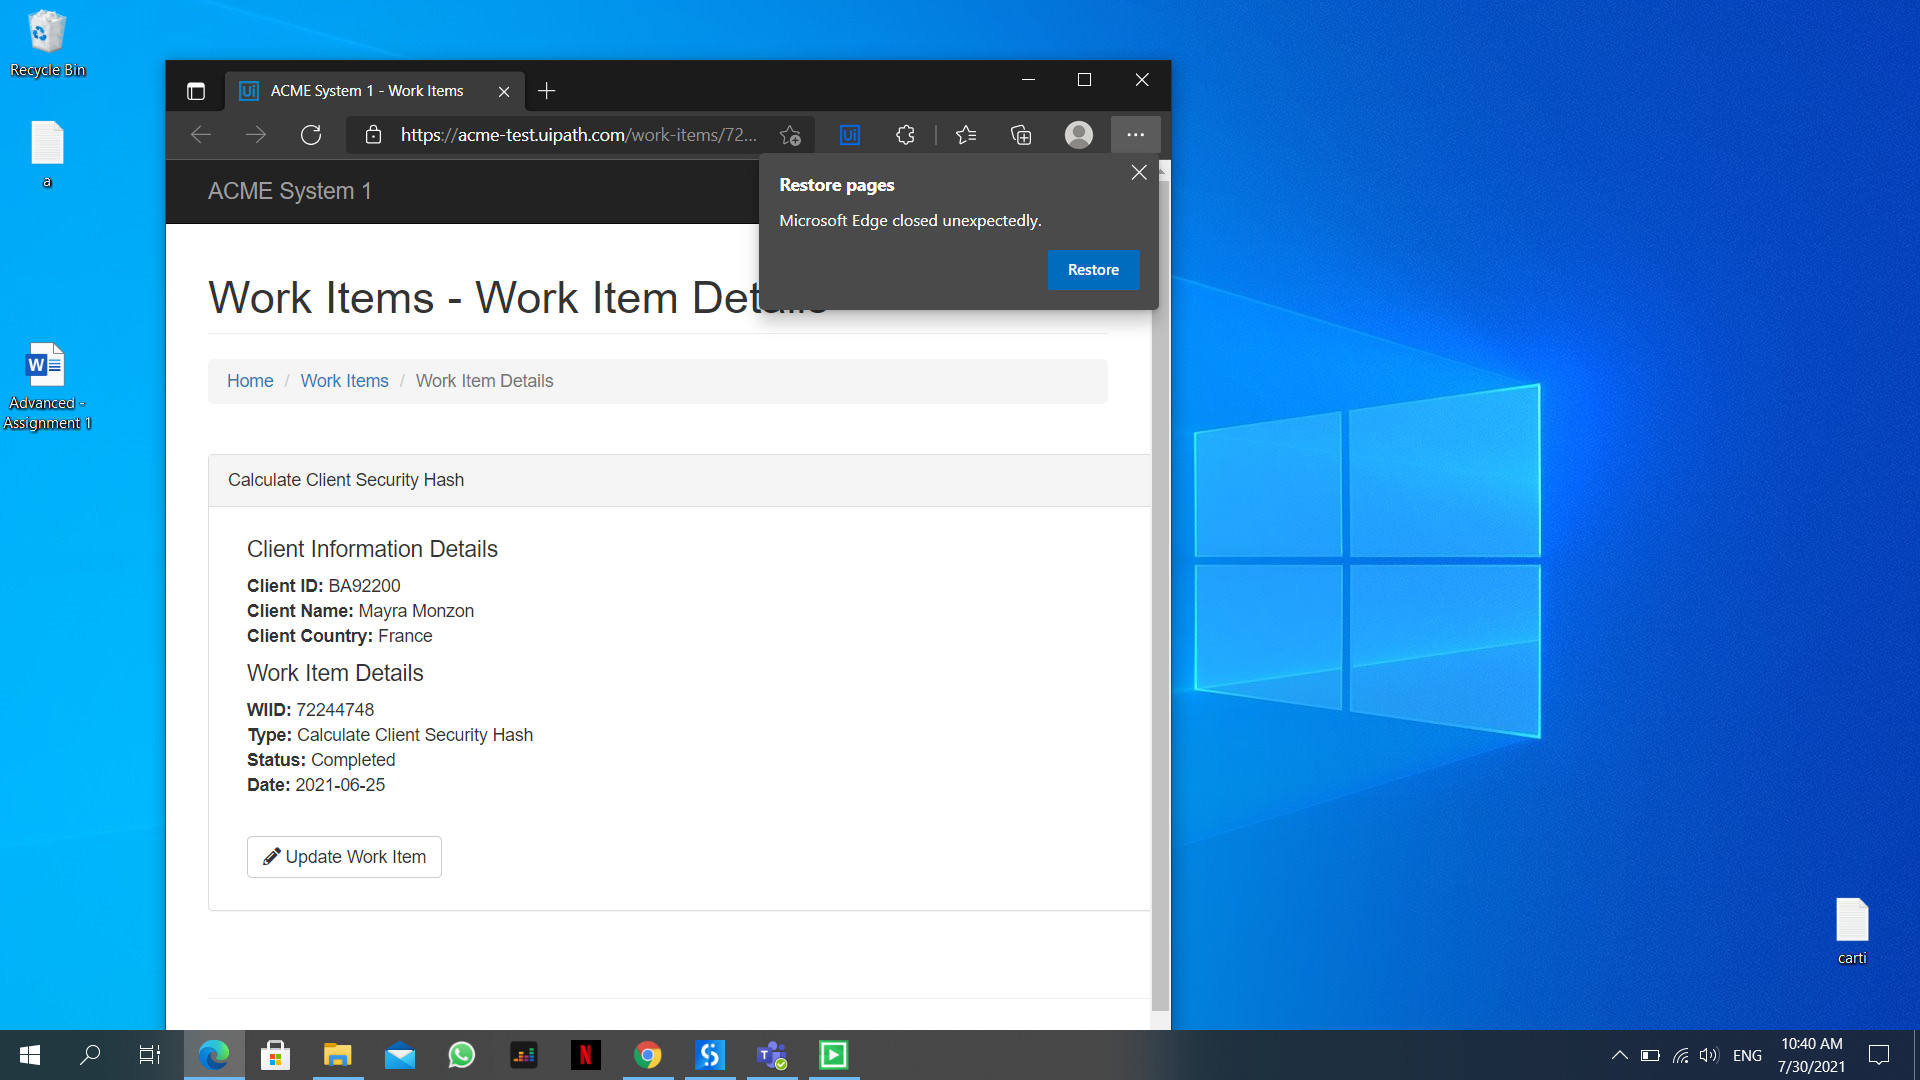 Recycle Bin
a
Advanced -
Assignment 1
Ui ACME System 1 - Work Items
https://acme-test.uipath.com/work-items/72...
Ui
ACME System 1
Restore pages
Microsoft Edge closed unexpectedly.
Restore
Work Items - Work Item Details
Home / Work Items / Work Item Details
Calculate Client Security Hash
Client Information Details
Client ID: BA92200
Client Name: Mayra Monzon
Client Country: France
Work Item Details
WIID: 72244748
Type: Calculate Client Security Hash
Status: Completed
Date: 2021-06-25
Update Work Item
carti
ENG
10:40 AM
7/30/2021